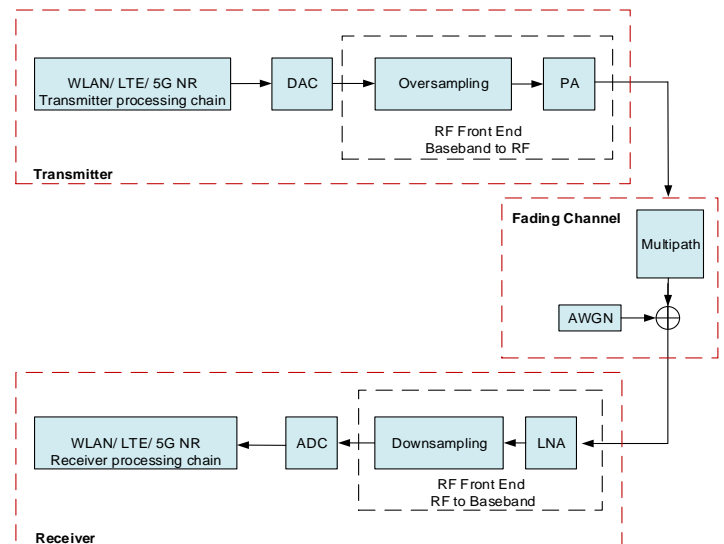 WLAN/ LTE/ 5G NR
Transmitter processing chain
DAC
Oversampling
PA
RF Front End
Baseband to RF
Transmitter
Fading Channel
Multipath
AWGN
WLAN/ LTE/ 5G NR
Receiver processing chain
ADC
Downsampling
LNA
RF Front End
RF to Baseband
Receiver